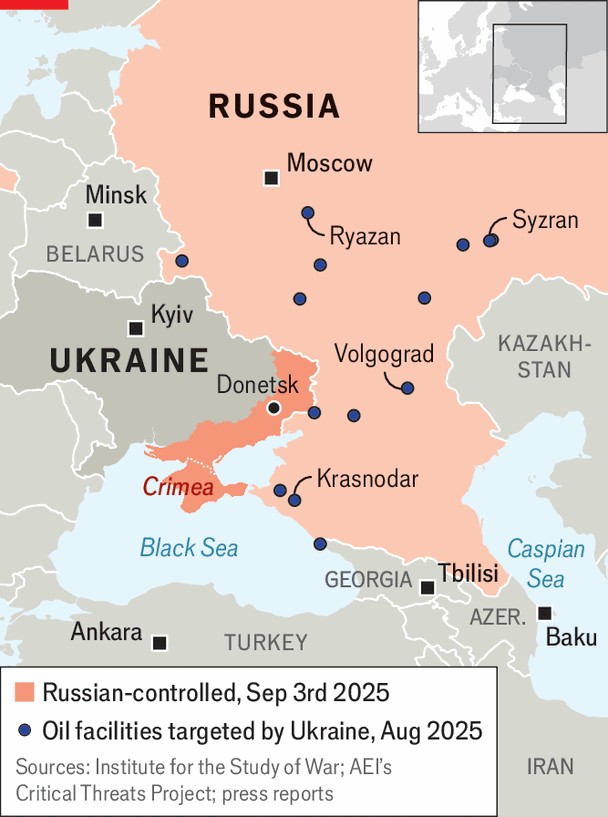 RUSSIA
Moscow
Minsk
Syzran
Ryazan
BELARUS
Kyiv
KAZAKH-
STAN
UKRAINE
Volgograd
Donetsk
Krasnodar
Crimea
Black Sea
Caspian
Sea
GEORGIA
Tbilisi
AZER.
Ankara
TURKEY
Baku
Russian-controlled, Sep 3rd 2025
Oil facilities targeted by Ukraine, Aug 2025
Sources: Institute for the Study of War; AEI's
Critical Threats Project; press reports
IRAN